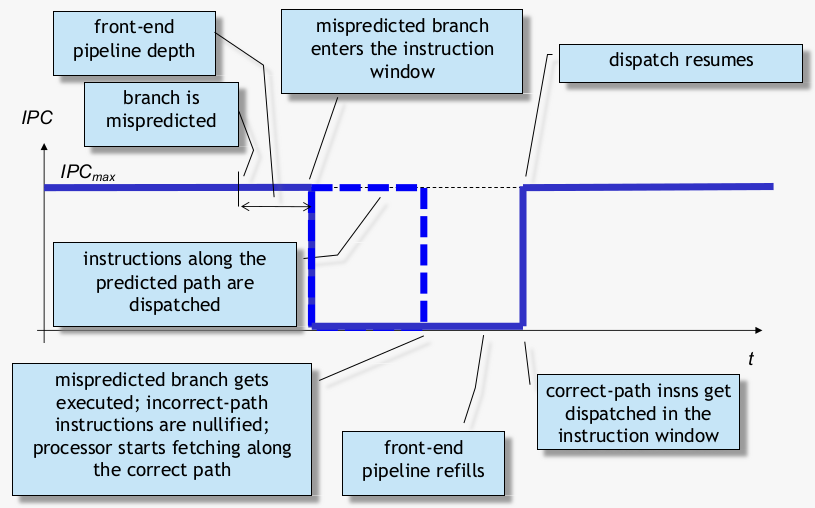 front-end
pipeline depth
mispredicted branch
enters the instruction
window
dispatch resumes
branch is
mispredicted
IPC
IPCmax
instructions along the
predicted path are
dispatched
t
mispredicted branch gets
executed; incorrect-path
instructions are nullified;
processor starts fetching along
the correct path
front-end
pipeline refills
correct-path insns get
dispatched in the
instruction window